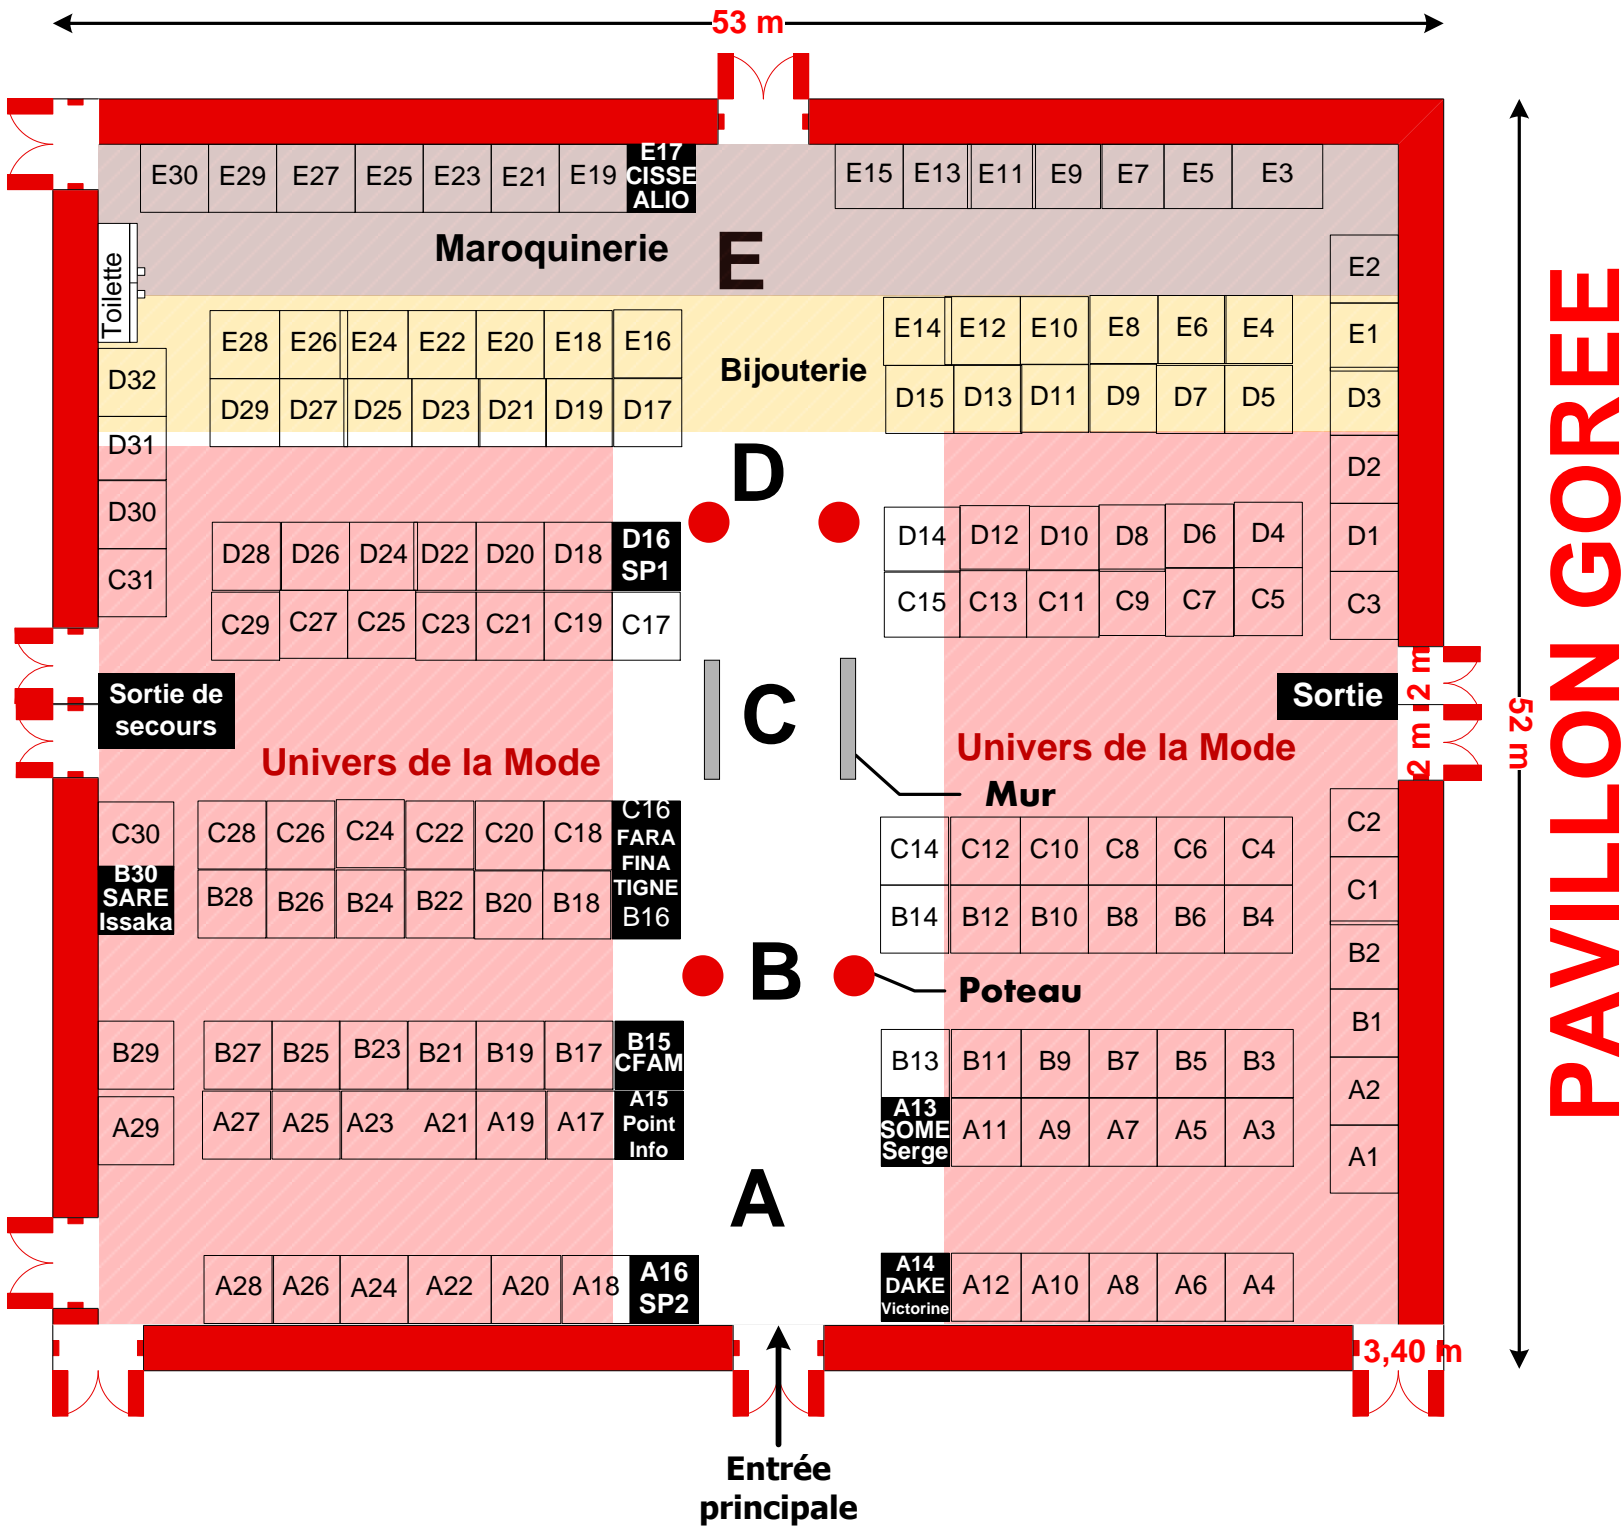 53 m
E30 E29 E27 E25 E23 E21 E19 E17
CISSE
ALIO
E15 E13 E11 E9 E7 E5 E3
Maroquinerie
E
E2
Toilette
E28 E26 E24 E22 E20 E18 E16
E14 E12 E10 E8 E6 E4 E1
Bijouterie
D32
D29 D27 D25 D23 D21 D19 D17
D15 D13 D11 D9 D7 D5 D3
D31
D
D2
D30
D28 D26 D24 D22 D20 D18 D16
SP1
D14 D12 D10 D8 D6 D4 D1
C31
C29 C27 C25 C23 C21 C19 C17
C15 C13 C11 C9 C7 C5 C3
Sortie de
secours
C
Sortie
2 m
2 m
52 m
PAVILLON GOREE
Univers de la Mode
Univers de la Mode
Mur
C30 C28 C26 C24 C22 C20 C18 C16
FARA
FINA
TIGNE
B16
C14 C12 C10 C8 C6 C4 C2
C1
B30
SARE
Issaka
B28 B26 B24 B22 B20 B18
B14 B12 B10 B8 B6 B4 B2
B
Poteau
B1
B29 B27 B25 B23 B21 B19 B17 B15
CFAM
B13 B11 B9 B7 B5 B3 A2
A29 A27 A25 A23 A21 A19 A17 A15
Point
Info
A13
SOME
Serge
A11 A9 A7 A5 A3 A1
A
A28 A26 A24 A22 A20 A18 A16
SP2
A14
DAKE
Victorine
A12 A10 A8 A6 A4
3,40 m
Entrée
principale